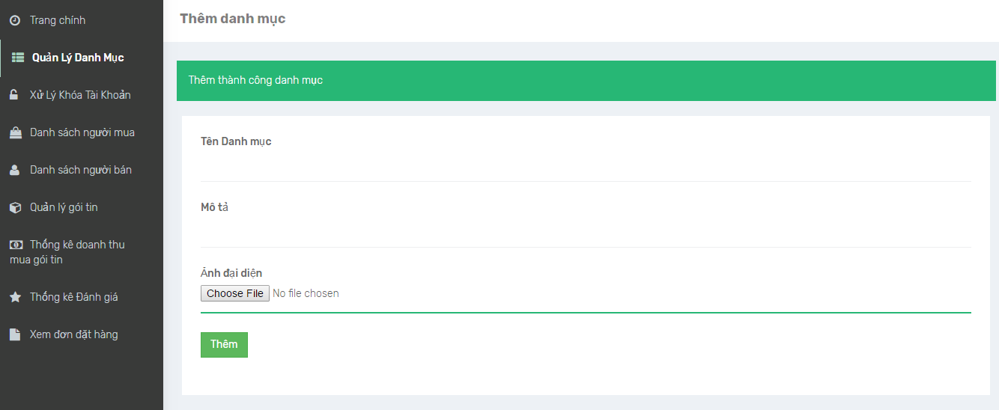 Trang chính
Quản Lý Danh Mục
Xử Lý Khóa Tài Khoản
Danh sách người mua
Danh sách người bán
Quản lý gói tin
Thống kê doanh thu
mua gói tin
Thống kê Đánh giá
Xem đơn đặt hàng
Thêm danh mục
Thêm thành công danh mục
Tên Danh mục
Mô tả
Ảnh đại diện
Choose File No file chosen
Thêm